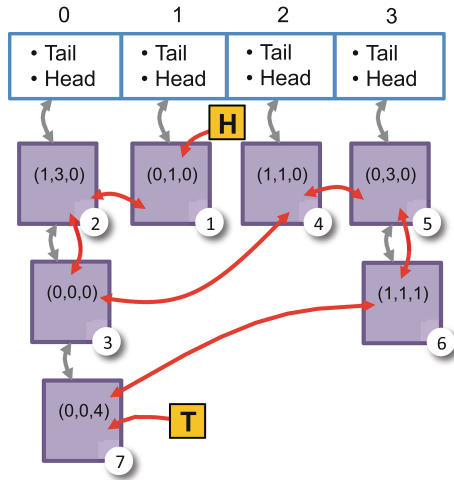 0 1 2 3
• Tail • Tail • Tail • Tail
• Head • Head • Head • Head
H
(1,3,0) (0,1,0) (1,1,0) (0,3,0)
2 1 4 5
(0,0,0) (1,1,1)
3 6
(0,0,4)
T
7